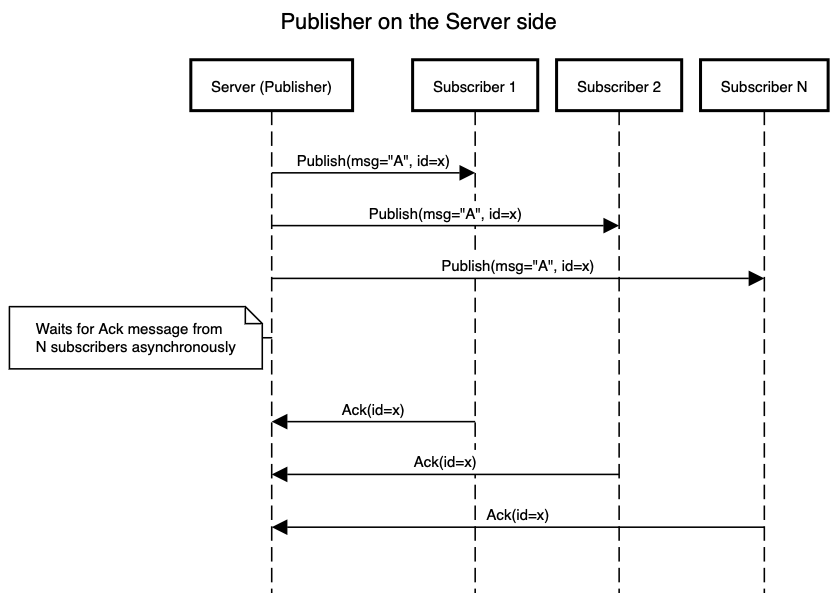 Publisher on the Server side
Server (Publisher)
Subscriber 1
Subscriber 2
Subscriber N
Publish(msg="A", id=x)
Publish(msg="A", id=x)
Publish(msg="A", id=x)
Waits for Ack message from
N subscribers asynchronously
Ack(id=x)
Ack(id=x)
Ack(id=x)